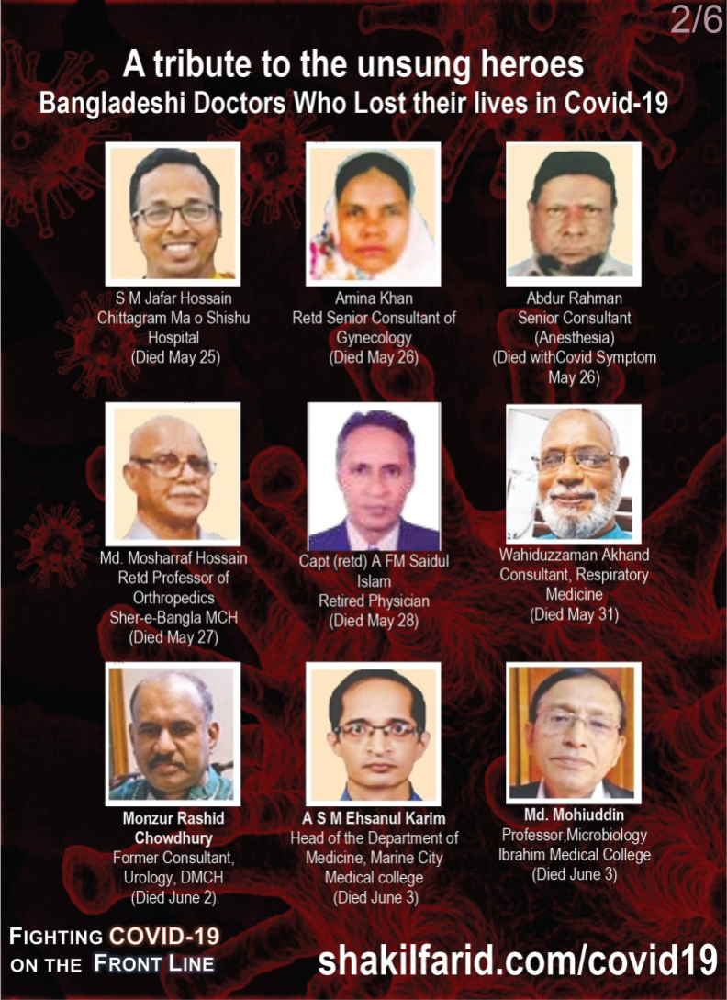 2/6
A tribute to the unsung heroes
Bangladeshi Doctors Who Lost their lives in Covid-19
S M Jafar Hossain
Chittagram Ma o Shishu
Hospital
(Died May 25)
Amina Khan
Retd Senior Consultant of
Gynecology
(Died May 26)
Abdur Rahman
Senior Consultant
(Anesthesia)
(Died withCovid Symptom
May 26)
Md. Mosharraf Hossain
Retd Professor of
Orthopedics
Sher-e-Bangla MCH
(Died May 27)
Capt (retd) A FM Saidul
Islam
Retired Physician
(Died May 28)
Wahiduzzaman Akhand
Consultant, Respiratory
Medicine
(Died May 31)
Monzur Rashid
Chowdhury
Former Consultant,
Urology, DMCH
(Died June 2)
A S M Ehsanul Karim
Head of the Department of
Medicine, Marine City
Medical college
(Died June 3)
Md. Mohiuddin
Professor,Microbiology
Ibrahim Medical College
(Died June 3)
FIGHTING COVID-19
ON THE FRONT LINE
shakilfarid.com/covid19